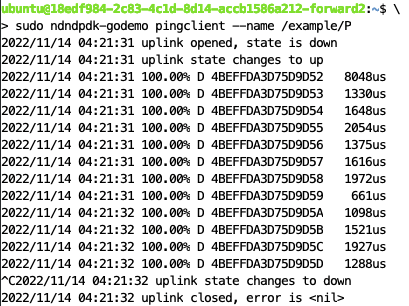 ubuntu@18edf984-2c83-4c1d-8d14-accb1586a212-forward2:~$ \
> sudo ndndpdk-godemo pingclient --name /example/P
2022/11/14 04:21:31 uplink opened, state is down
2022/11/14 04:21:31 uplink state changes to up
2022/11/14 04:21:31 100.00% D 4BEFFDA3D75D9D52   8048us
2022/11/14 04:21:31 100.00% D 4BEFFDA3D75D9D53   1330us
2022/11/14 04:21:31 100.00% D 4BEFFDA3D75D9D54   1648us
2022/11/14 04:21:31 100.00% D 4BEFFDA3D75D9D55   2054us
2022/11/14 04:21:31 100.00% D 4BEFFDA3D75D9D56   1375us
2022/11/14 04:21:31 100.00% D 4BEFFDA3D75D9D57   1616us
2022/11/14 04:21:31 100.00% D 4BEFFDA3D75D9D58   1972us
2022/11/14 04:21:31 100.00% D 4BEFFDA3D75D9D59    661us
2022/11/14 04:21:32 100.00% D 4BEFFDA3D75D9D5A   1098us
2022/11/14 04:21:32 100.00% D 4BEFFDA3D75D9D5B   1521us
2022/11/14 04:21:32 100.00% D 4BEFFDA3D75D9D5C   1927us
2022/11/14 04:21:32 100.00% D 4BEFFDA3D75D9D5D   1288us
^C2022/11/14 04:21:32 uplink state changes to down
2022/11/14 04:21:32 uplink closed, error is <nil>